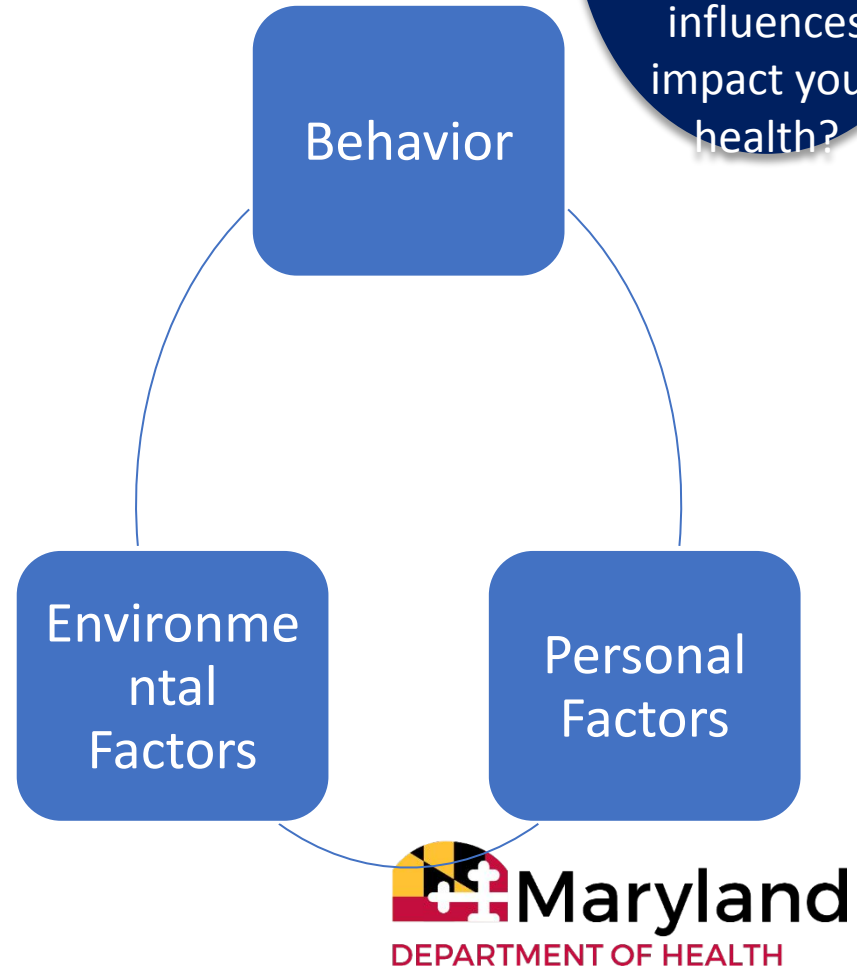 influences
impact you
health?
Behavior
Environme
ntal
Factors
Personal
Factors
Maryland
DEPARTMENT OF HEALTH